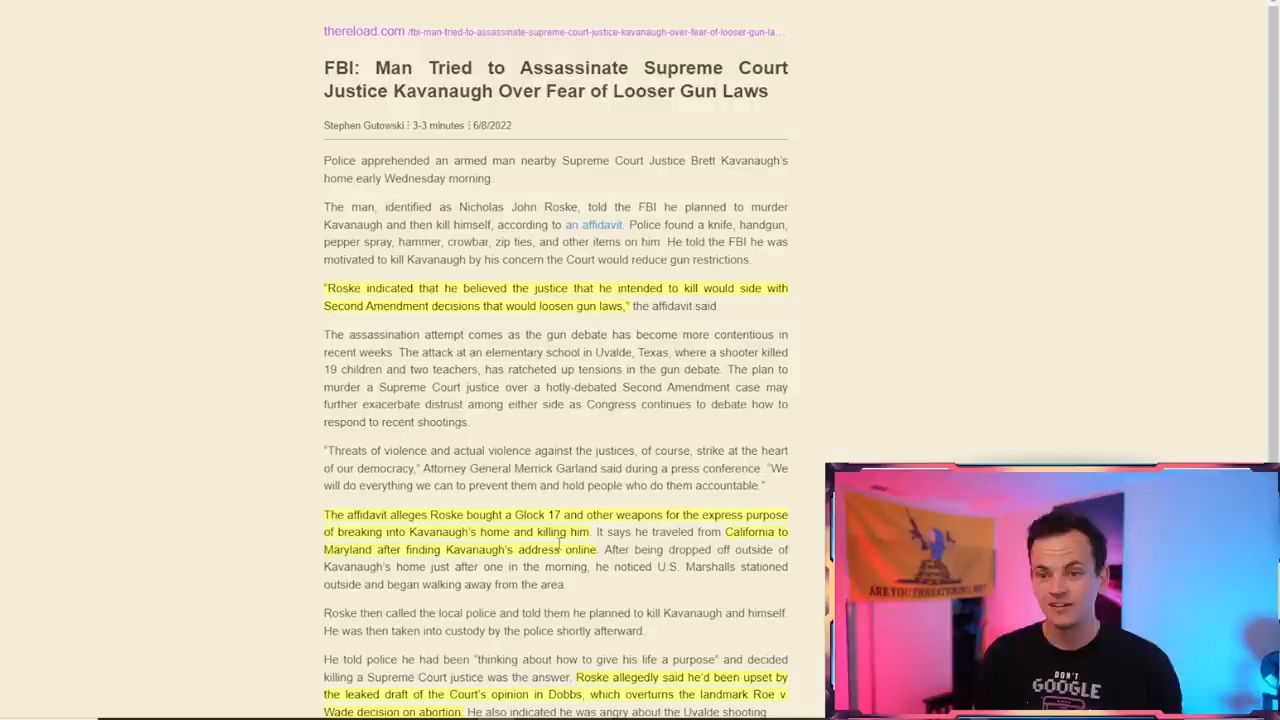 thereload.com /fbi-man-tried-to-assassinate-supreme-court-justice-kavanaugh-over-fear-of-looser-gun-la…
FBI: Man Tried to Assassinate Supreme Court
Justice Kavanaugh Over Fear of Looser Gun Laws
Stephen Gutowski ⋮ 3-3 minutes ⋮ 6/8/2022
Police apprehended an armed man nearby Supreme Court Justice Brett Kavanaugh's
home early Wednesday morning.
The man, identified as Nicholas John Roske, told the FBI he planned to murder
Kavanaugh and then kill himself, according to an affidavit. Police found a knife, handgun,
pepper spray, hammer, crowbar, zip ties, and other items on him. He told the FBI he was
motivated to kill Kavanaugh by his concern the Court would reduce gun restrictions.
"Roske indicated that he believed the justice that he intended to kill would side with
Second Amendment decisions that would loosen gun laws," the affidavit said.
The assassination attempt comes as the gun debate has become more contentious in
recent weeks. The attack at an elementary school in Uvalde, Texas, where a shooter killed
19 children and two teachers, has ratcheted up tensions in the gun debate. The plan to
murder a Supreme Court justice over a hotly-debated Second Amendment case may
further exacerbate distrust among either side as Congress continues to debate how to
respond to recent shootings.
"Threats of violence and actual violence against the justices, of course, strike at the heart
of our democracy," Attorney General Merrick Garland said during a press conference. "We
will do everything we can to prevent them and hold people who do them accountable."
The affidavit alleges Roske bought a Glock 17 and other weapons for the express purpose
of breaking into Kavanaugh's home and killing him. It says he traveled from California to
Maryland after finding Kavanaugh's address online. After being dropped off outside of
Kavanaugh's home just after one in the morning, he noticed U.S. Marshalls stationed
outside and began walking away from the area.
Roske then called the local police and told them he planned to kill Kavanaugh and himself.
He was then taken into custody by the police shortly afterward.
He told police he had been "thinking about how to give his life a purpose" and decided
killing a Supreme Court justice was the answer. Roske allegedly said he'd been upset by
the leaked draft of the Court's opinion in Dobbs, which overturns the landmark Roe v.
Wade decision on abortion. He also indicated he was angry about the Uvalde shooting
ARE YOU THREATENING ME?
DON'T
GOOGLE